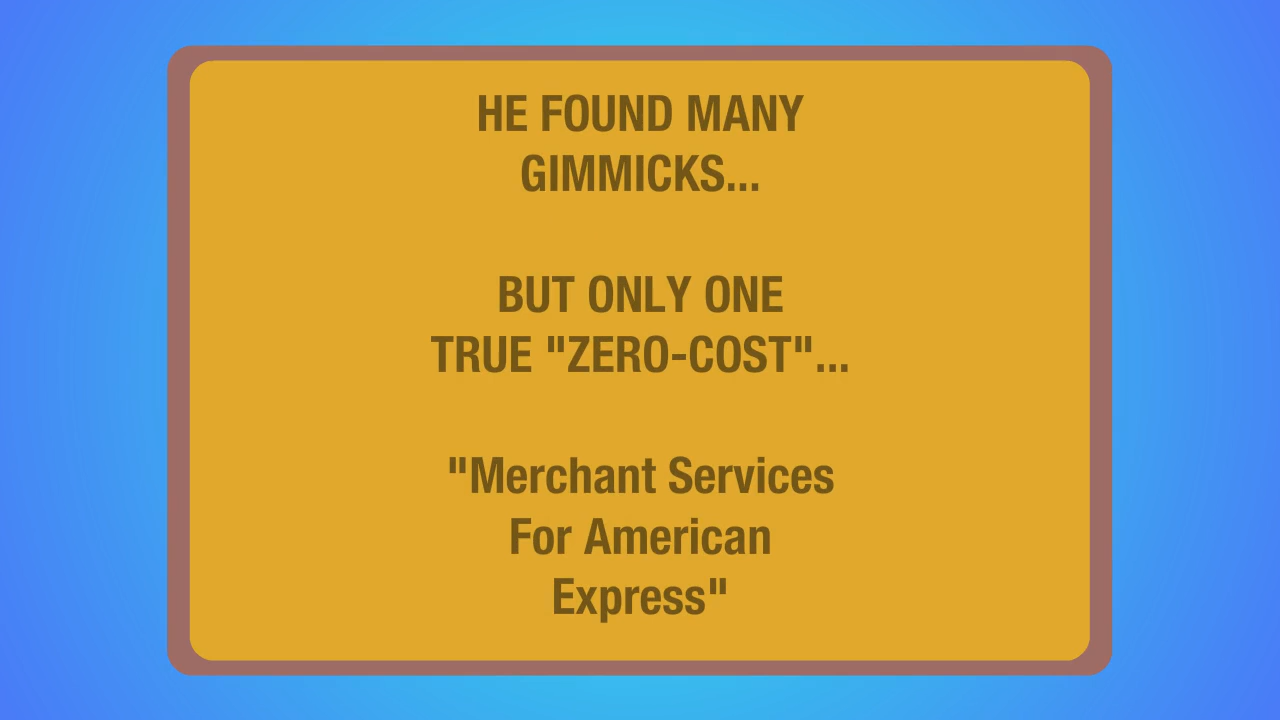 HE FOUND MANY
GIMMICKS...
BUT ONLY ONE
TRUE "ZERO-COST"...
"Merchant Services
For American
Express"